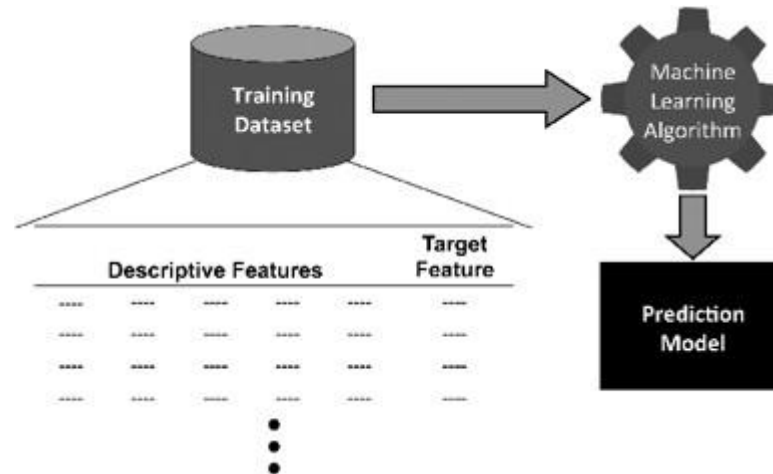 Training
Dataset
Machine
Learning
Algorithm
Target
Descriptive Features Feature
---- ---- ---- ---- ---- ----
---- ---- ---- ---- ---- ----
---- ---- ---- ---- ---- ----
---- ---- ---- ---- ---- ----
Prediction
Model